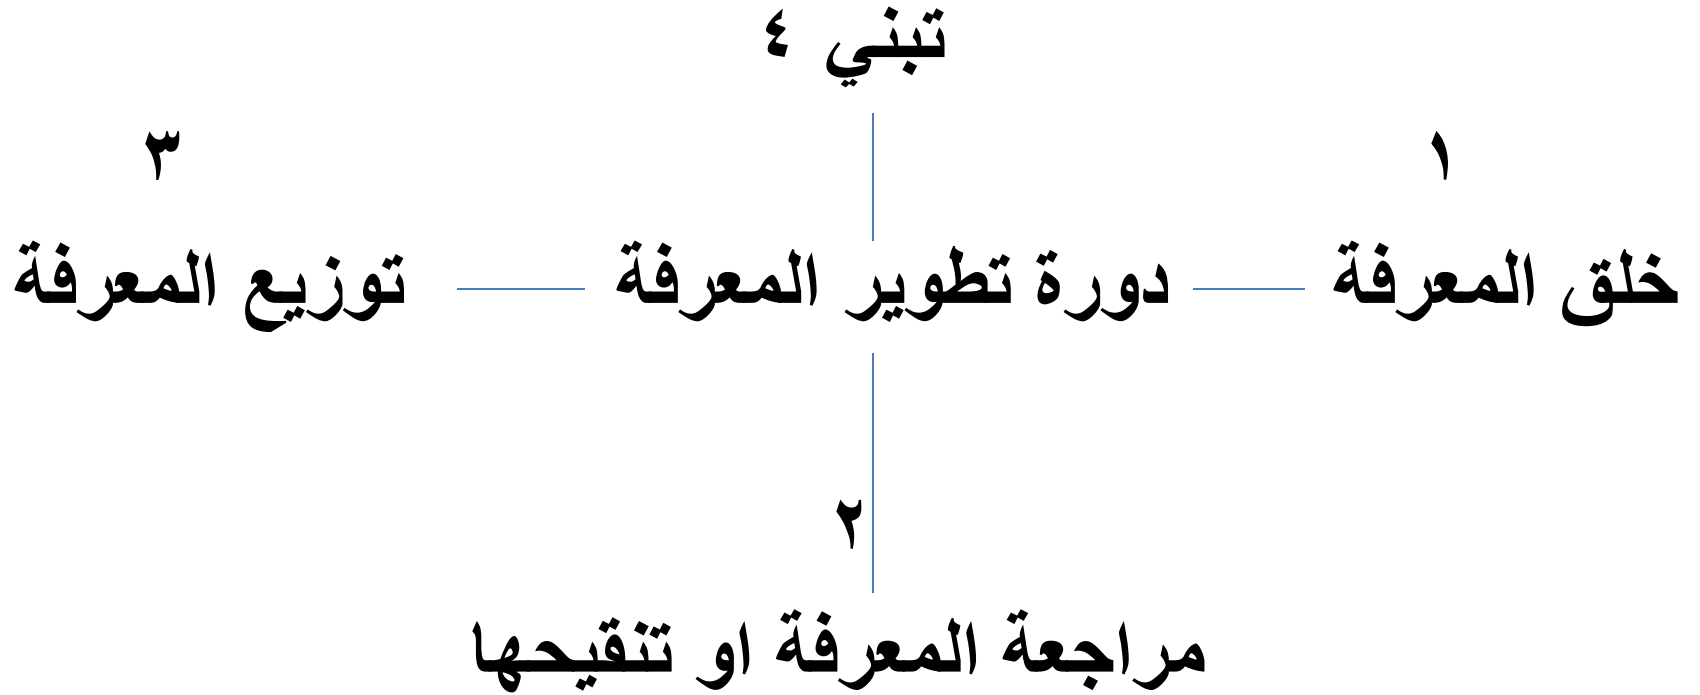 تبني ٤
١
٣
خلق المعرفة
دورة تطوير المعرفة
توزيع المعرفة
٢
مراجعة المعرفة او تنقيحها